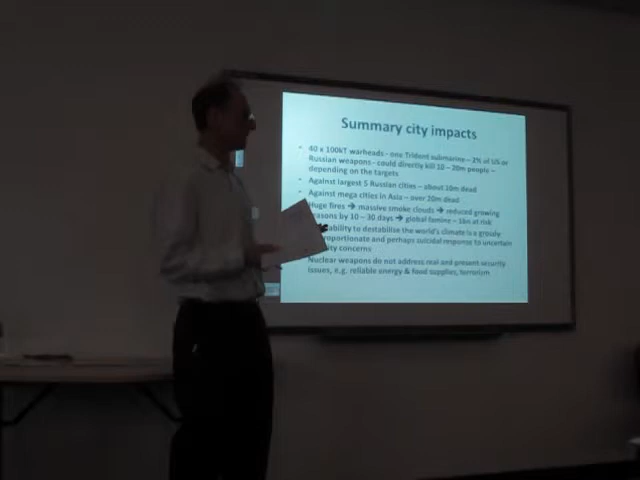 Summary city impacts
• 40 x 100kT warheads - one Trident submarine – 2% of US or
Russian weapons - could directly kill 10 – 20m people –
depending on the targets
• Against largest 5 Russian cities – about 10m dead
• Against mega cities in Asia – over 20m dead
Huge fires → massive smoke clouds → reduced growing
seasons by 10 – 30 days → global famine – 1bn at risk
ability to destabilise the world's climate is a grossly
and perhaps suicidal response to uncertain
concerns
Nuclear weapons do not address real and present security
issues, e.g. reliable energy & food supplies, terrorism